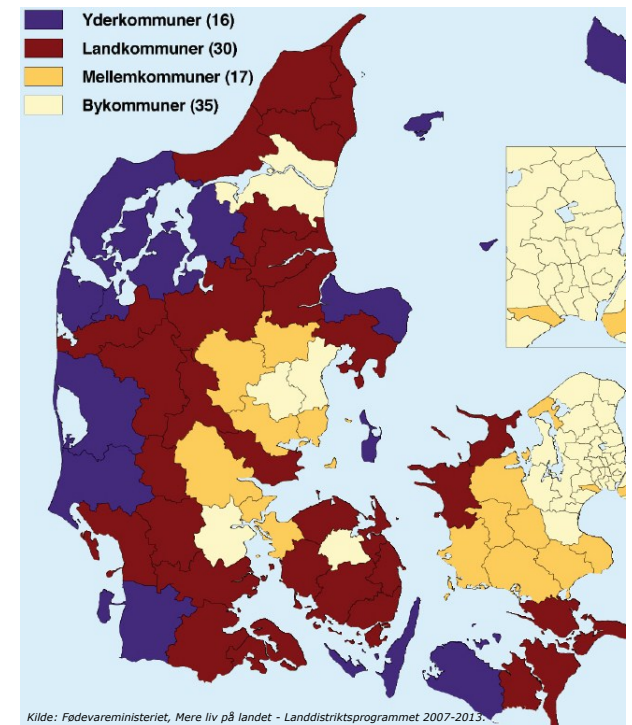 Yderkommuner (16)
Landkommuner (30)
Mellemkommuner (17)
Bykommuner (35)
Kilde: Fødevareministeriet, Mere liv på landet - Landdistriktsprogrammet 2007-2013.